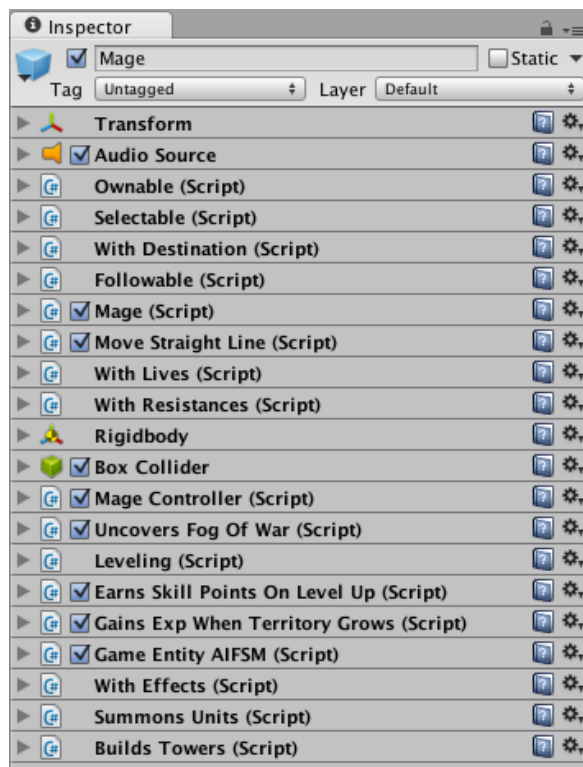 Inspector
Mage Static
Tag Untagged Layer Default
Transform
Audio Source
Ownable (Script)
Selectable (Script)
With Destination (Script)
Followable (Script)
Mage (Script)
Move Straight Line (Script)
With Lives (Script)
With Resistances (Script)
Rigidbody
Box Collider
Mage Controller (Script)
Uncovers Fog Of War (Script)
Leveling (Script)
Earns Skill Points On Level Up (Script)
Gains Exp When Territory Grows (Script)
Game Entity AIFSM (Script)
With Effects (Script)
Summons Units (Script)
Builds Towers (Script)